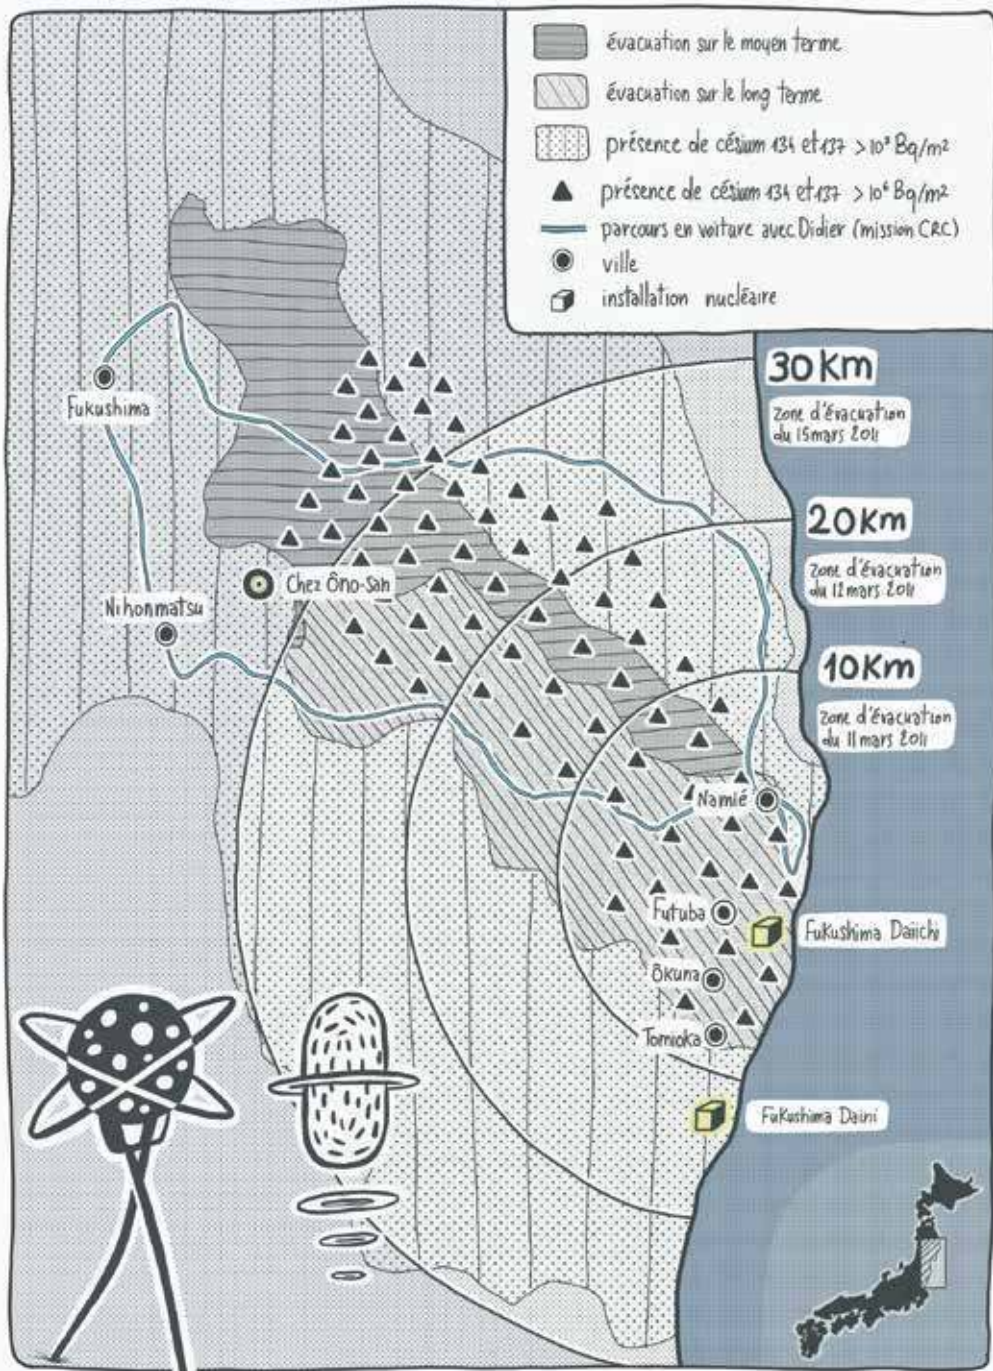 évacuation sur le moyen terme
évacuation sur le long terme
présence de césium 134 et 137 > 10³ Bq/m²
présence de césium 134 et 137 > 10⁶ Bq/m²
parcours en voiture avec Didier (mission CRC)
ville
installation nucléaire
30 Km
zone d'évacuation
du 15 mars 2011
Fukushima
20 Km
zone d'évacuation
du 12 mars 2011
Chez Ôno-San
Nihonmatsu
10 Km
zone d'évacuation
du 11 mars 2011
Namié
Futuba
Fukushima Daiichi
Ôkuna
Tomioka
Fukushima Daini